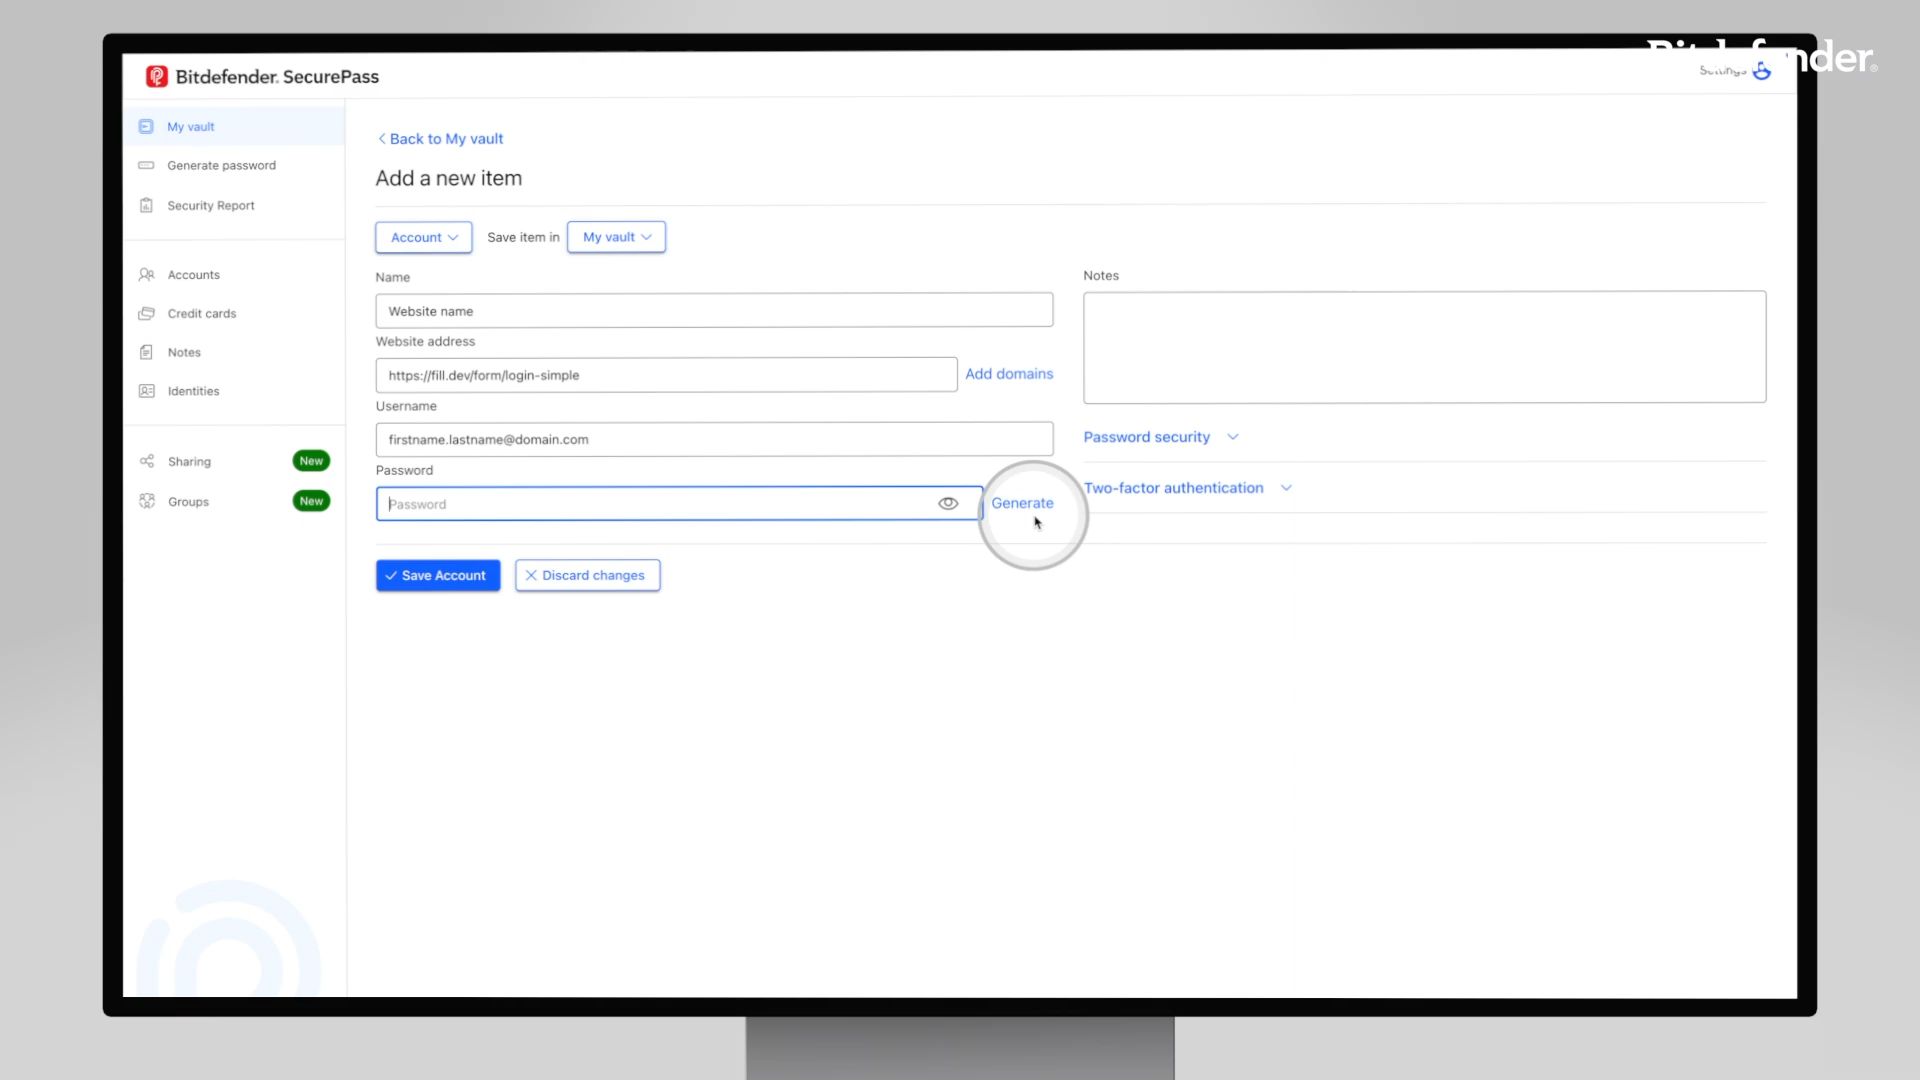 Bitdefender. SecurePass
Settings
My vault
Generate password
Security Report
Accounts
Credit cards
Notes
Identities
Sharing New
Groups New
Back to My vault
Add a new item
Account Save item in My vault
Name
Website name
Website address
https://fill.dev/form/login-simple Add domains
Username
firstname.lastname@domain.com
Password
Password Generate
Save Account Discard changes
Notes
Password security
Two-factor authentication
Bitdefender®